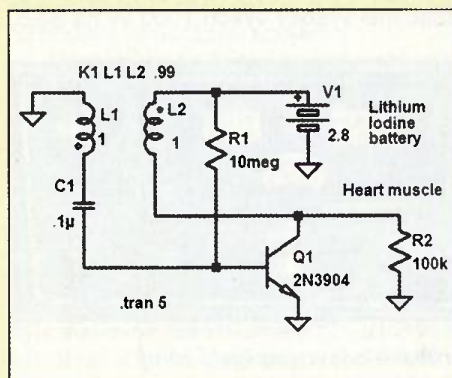 K1 L1 L2 .99
V1
L1
L2
1
1
R1
10meg
2.8
Lithium
Iodine
battery
C1
.1µ
Heart muscle
Q1
2N3904
R2
100k
.tran 5